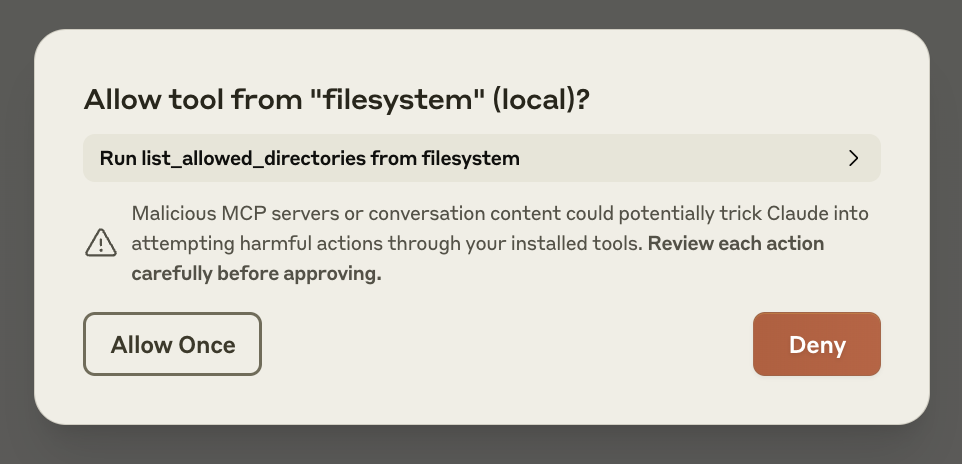 Allow tool from "filesystem" (local)?
Run list_allowed_directories from filesystem
Malicious MCP servers or conversation content could potentially trick Claude into
attempting harmful actions through your installed tools. Review each action
carefully before approving.
Allow Once
Deny